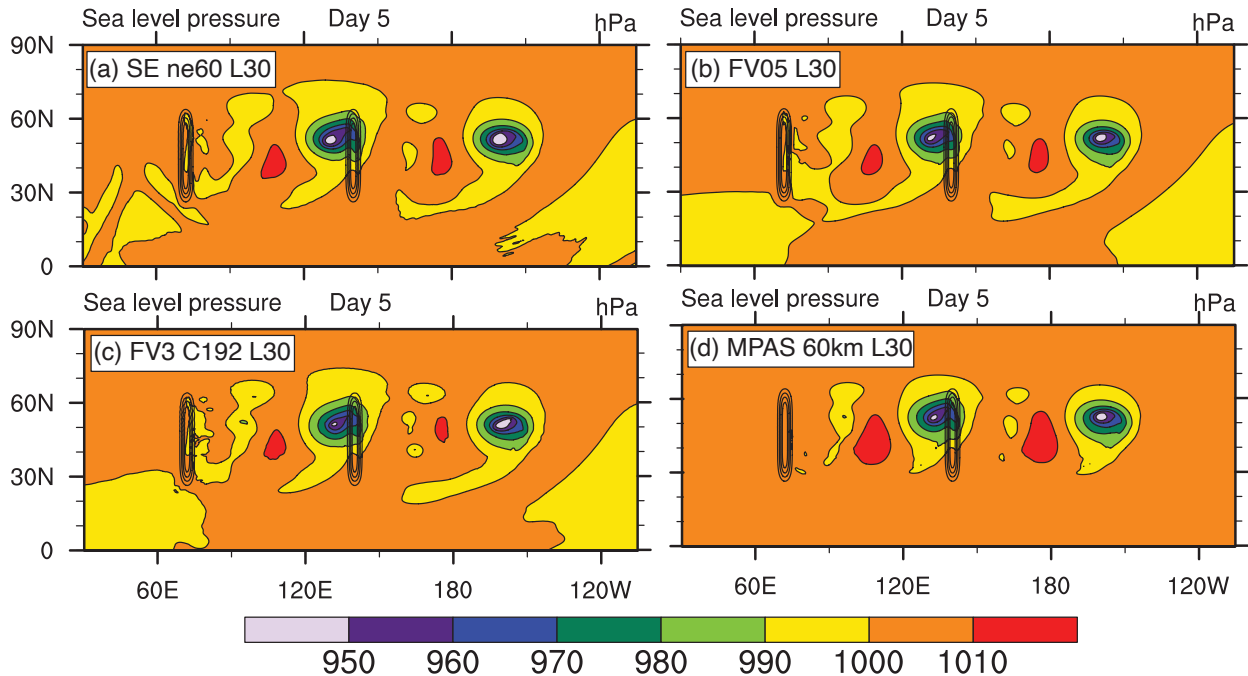 Sea level pressure Day 5 hPa
Sea level pressure Day 5 hPa
90N
(a) SE ne60 L30
(b) FV05 L30
60N
30N
0
Sea level pressure Day 5 hPa
Sea level pressure Day 5 hPa
90N
(c) FV3 C192 L30
(d) MPAS 60km L30
60N
30N
0
60E 120E 180 120W
60E 120E 180 120W
950 960 970 980 990 1000 1010